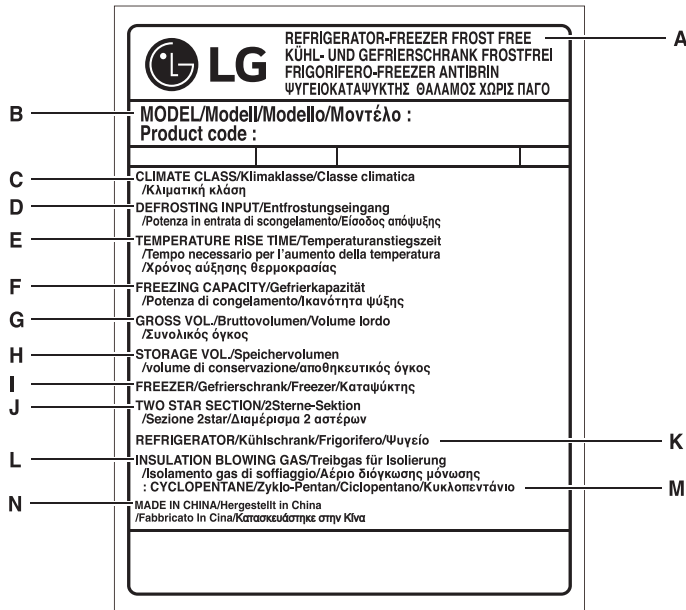 REFRIGERATOR-FREEZER FROST FREE
A
KÜHL- UND GEFRIERSCHRANK FROSTFREI
LG
FRIGORIFERO-FREEZER ANTIBRIN
ΨΥΓΕΙΟΚΑΤΑΨΥΚΤΗΣ ΘΑΛΑΜΟΣ ΧΩΡΙΣ ΠΑΓΟ
B
MODEL/Modell/Modello/Μοντέλο :
Product code :
C
CLIMATE CLASS/Klimaklasse/Classe climatica
/Κλιματική κλάση
D
DEFROSTING INPUT/Entfrostungseingang
/Potenza in entrata di scongelamento/Είσοδος απόψυξης
E
TEMPERATURE RISE TIME/Temperaturanstiegszeit
/Tempo necessario per l'aumento della temperatura
/Χρόνος αύξησης θερμοκρασίας
F
FREEZING CAPACITY/Gefrierkapazität
/Potenza di congelamento/Ικανότητα ψύξης
G
GROSS VOL./Bruttovolumen/Volume lordo
/Συνολικός όγκος
H
STORAGE VOL./Speichervolumen
/volume di conservazione/αποθηκευτικός όγκος
I
FREEZER/Gefrierschrank/Freezer/Καταψύκτης
J
TWO STAR SECTION/2Sterne-Sektion
/Sezione 2star/Διαμέρισμα 2 αστέρων
REFRIGERATOR/Kühlschrank/Frigorifero/Ψυγείο
K
L
INSULATION BLOWING GAS/Treibgas für Isolierung
/Isolamento gas di soffiaggio/Αέριο διόγκωσης μόνωσης
: CYCLOPENTANE/Zyklo-Pentan/Ciclopentano/Κυκλοπεντάνιο
M
N
MADE IN CHINA/Hergestellt in China
/Fabbricato In Cina/Κατασκευάστηκε στην Κίνα